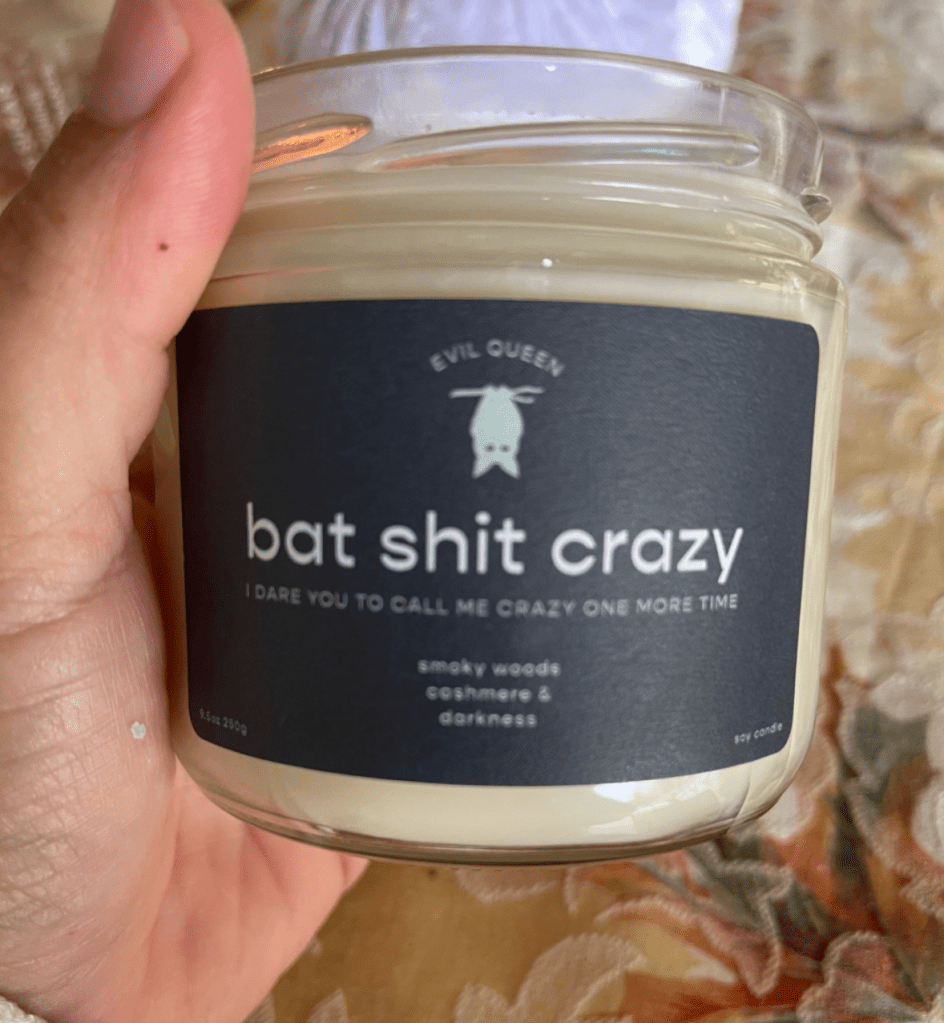 EVIL QUEEN
bat shit crazy
I DARE YOU TO CALL ME CRAZY ONE MORE TIME
smoky woods
cashmere &
darkness
9.5oz 250g
soy candle